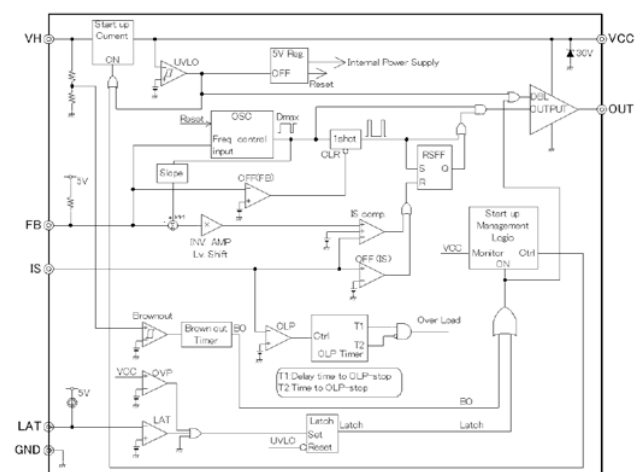 VH
Start up
Current
ON
VCC
30V
UVLO
5V Reg.
OFF
Internal Power Supply
Reset
Reset
OSC
Freq control
input
Dmax
1shot
CLR
DBL
OUTPUT
OUT
RSFF
S
Q
R
5V
Slope
OFF(FB)
FB
INV. AMP
Lv. Shift
IS comp.
IS
OFF(IS)
Start up
Management
Logic
VCC
Monitor
Ctrl
ON
Brownout
Brown out
Timer
BO
OLP
Ctrl
T1
T2
OLP Timer
Over Load
T1:Delay time to OLP-stop
T2:Time to OLP-stop
BO
VCC
OVP
5V
LAT
LAT
Latch
Set
Reset
Latch
Latch
UVLO
GND